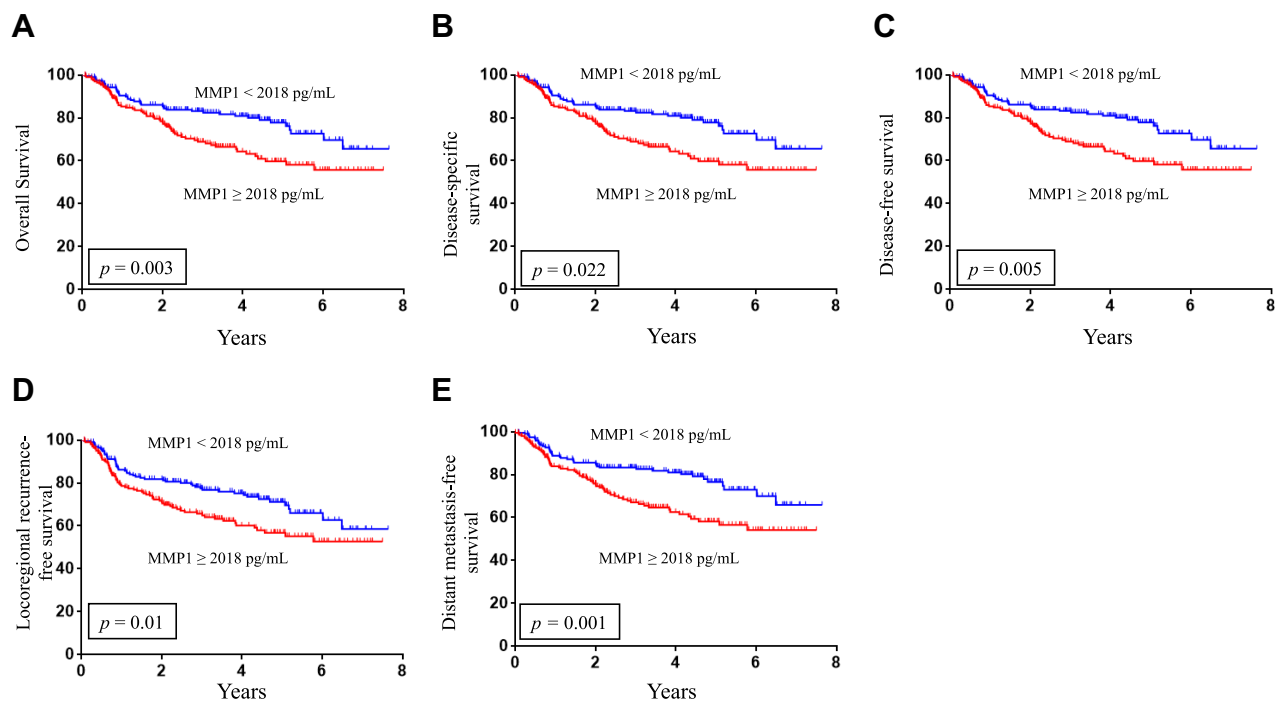 A
Overall Survival
100
80
60
40
20
0
MMP1 < 2018 pg/mL
MMP1 ≥ 2018 pg/mL
p = 0.003
0 2 4 6 8
Years
B
Disease-specific
survival
100
80
60
40
20
0
MMP1 < 2018 pg/mL
MMP1 ≥ 2018 pg/mL
p = 0.022
0 2 4 6 8
Years
C
Disease-free survival
100
80
60
40
20
0
MMP1 < 2018 pg/mL
MMP1 ≥ 2018 pg/mL
p = 0.005
0 2 4 6 8
Years
D
Locoregional recurrence-
free survival
100
80
60
40
20
0
MMP1 < 2018 pg/mL
MMP1 ≥ 2018 pg/mL
p = 0.01
0 2 4 6 8
Years
E
Distant metastasis-free
survival
100
80
60
40
20
0
MMP1 < 2018 pg/mL
MMP1 ≥ 2018 pg/mL
p = 0.001
0 2 4 6 8
Years